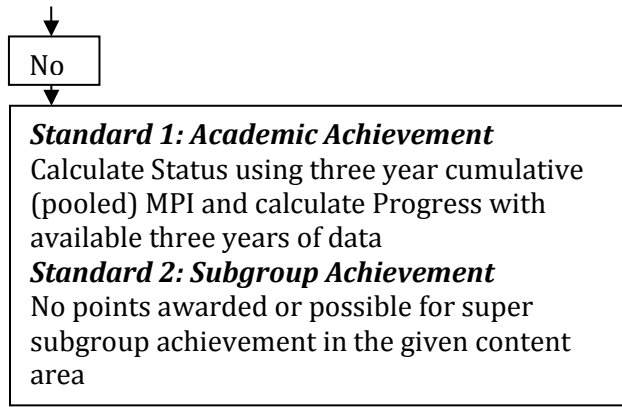 No
Standard 1: Academic Achievement
Calculate Status using three year cumulative
(pooled) MPI and calculate Progress with
available three years of data
Standard 2: Subgroup Achievement
No points awarded or possible for super
subgroup achievement in the given content
area